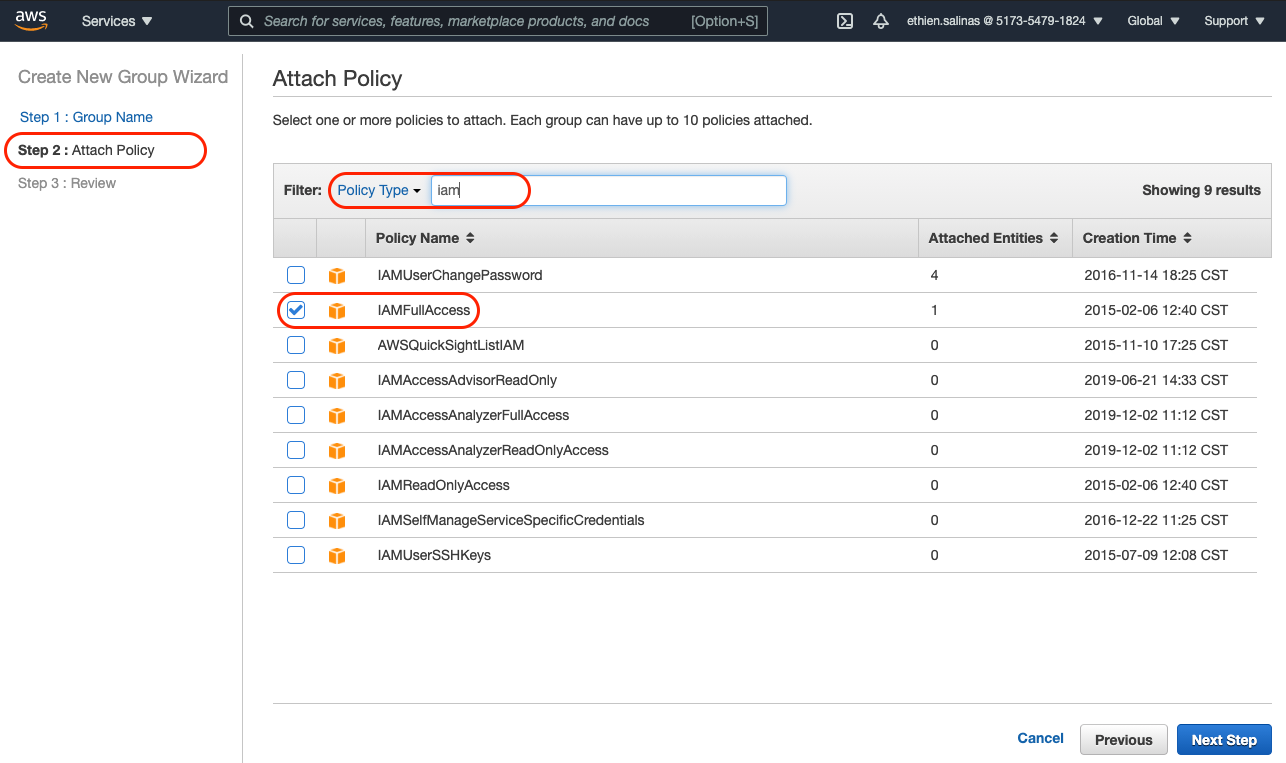 aws Services Search for services, features, marketplace products, and docs [Option+S] ethien.salinas @ 5173-5479-1824 Global Support
Create New Group Wizard
Step 1 : Group Name
Step 2 : Attach Policy
Step 3 : Review
Attach Policy
Select one or more policies to attach. Each group can have up to 10 policies attached.
Filter: Policy Type iam Showing 9 results
Policy Name Attached Entities Creation Time
IAMUserChangePassword 4 2016-11-14 18:25 CST
IAMFullAccess 1 2015-02-06 12:40 CST
AWSQuickSightListIAM 0 2015-11-10 17:25 CST
IAMAccessAdvisorReadOnly 0 2019-06-21 14:33 CST
IAMAccessAnalyzerFullAccess 0 2019-12-02 11:12 CST
IAMAccessAnalyzerReadOnlyAccess 0 2019-12-02 11:12 CST
IAMReadOnlyAccess 0 2015-02-06 12:40 CST
IAMSelfManageServiceSpecificCredentials 0 2016-12-22 11:25 CST
IAMUserSSHKeys 0 2015-07-09 12:08 CST
Cancel Previous Next Step